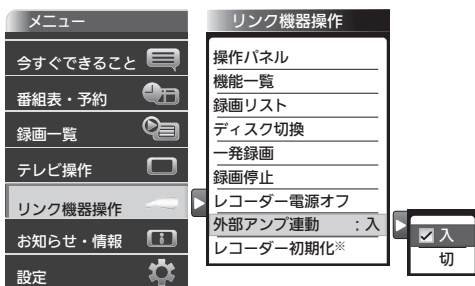 メニュー
今すぐできること
番組表・予約
録画一覧
テレビ操作
リンク機器操作
お知らせ・情報
設定
リンク機器操作
操作パネル
機能一覧
録画リスト
ディスク切換
一発録画
録画停止
レコーダー電源オフ
外部アンプ連動 :入
レコーダー初期化※
入
切